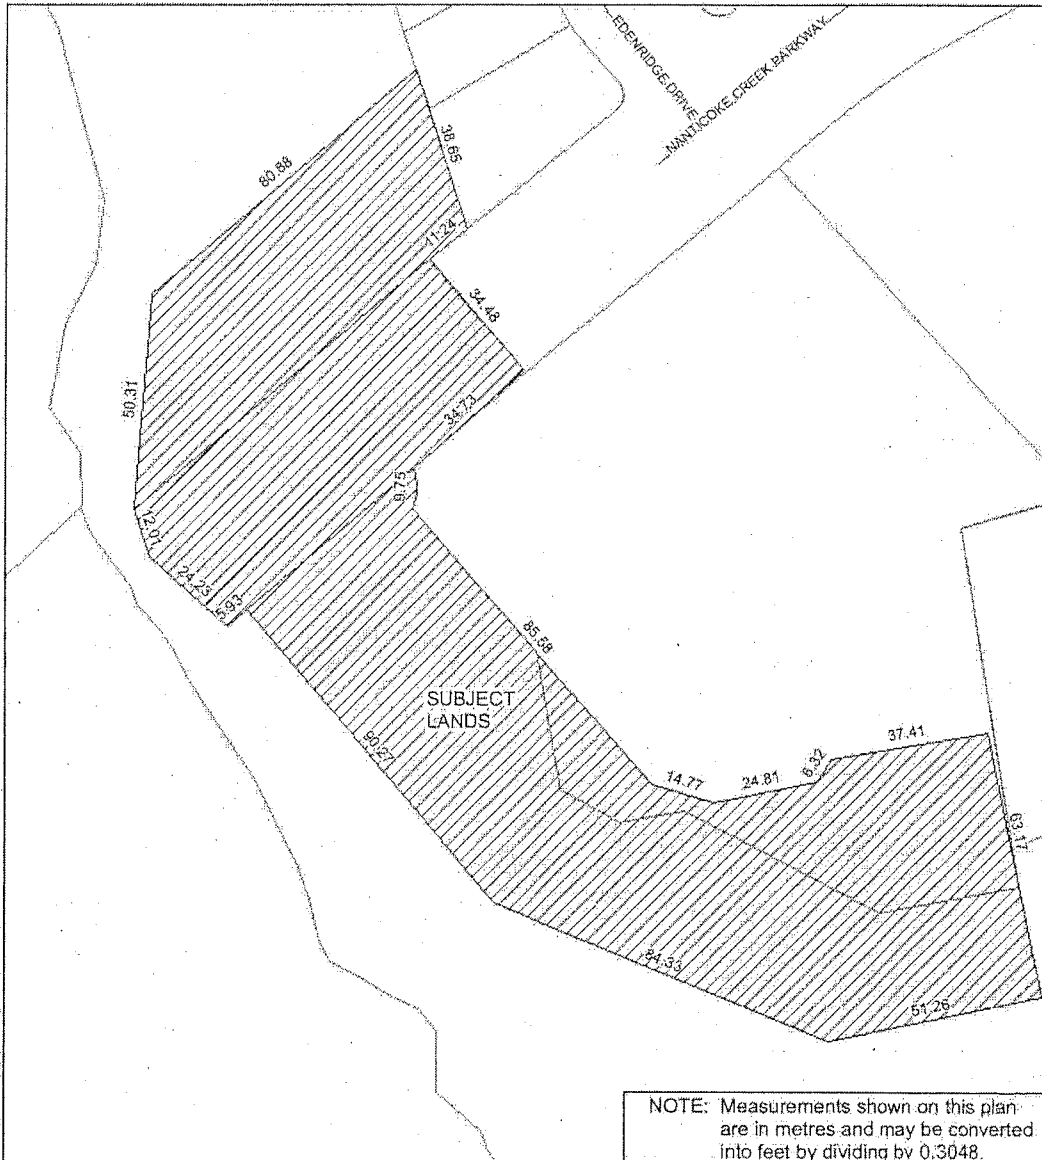 EDENRIDGE DRIVE
NANTICOKE CREEK PARKWAY
38.65
80.88
11.24
34.48
50.31
34.73
9.75
12.01
24.23
5.93
85.58
SUBJECT
LANDS
90.27
14.77
24.81
6.32
37.41
63.17
84.33
51.26
NOTE: Measurements shown on this plan
are in metres and may be converted
into feet by dividing by 0.3048.